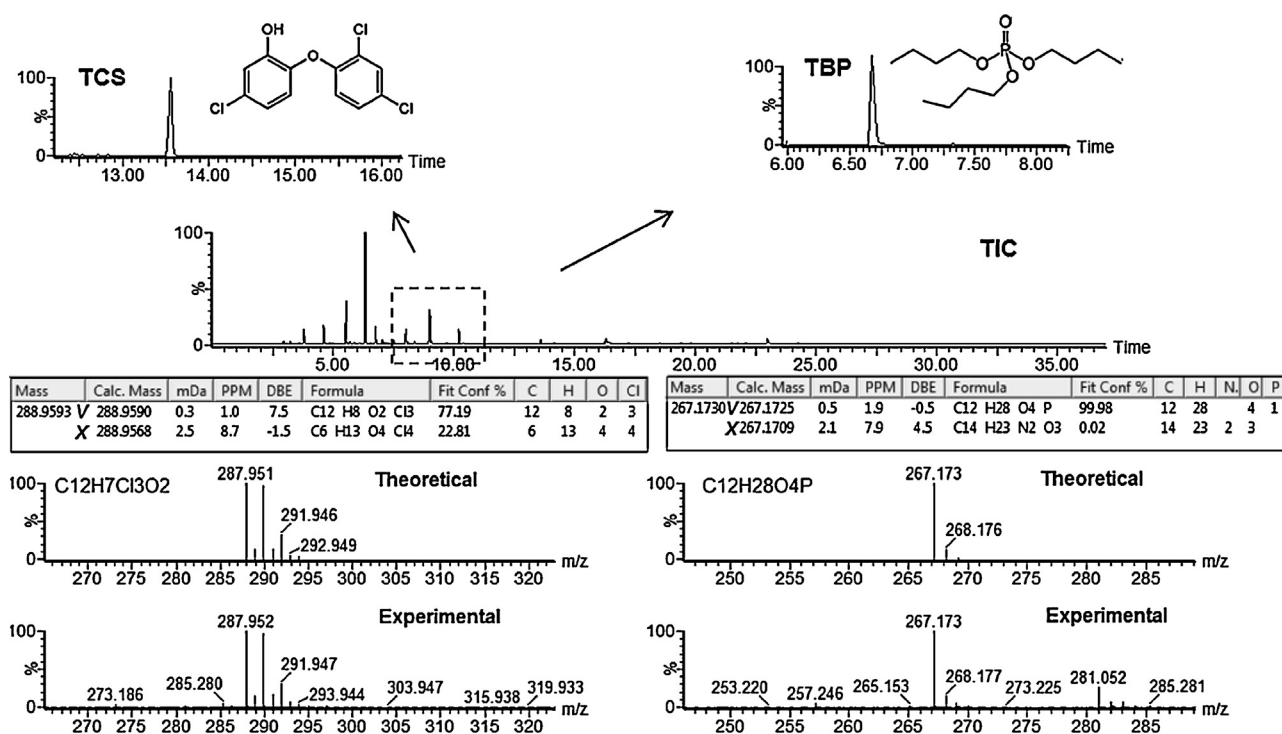 TCS
OH
Cl
O
Cl
Cl
100
%
0
13.00 14.00 15.00 16.00 Time
TBP
O
P
O
O
O
100
%
0
6.00 6.50 7.00 7.50 8.00 Time
TIC
100
%
0
5.00 10.00 15.00 20.00 25.00 30.00 35.00 Time
Mass Calc. Mass mDa PPM DBE Formula Fit Conf % C H O Cl
288.9593 V 288.9590 0.3 1.0 7.5 C12 H8 O2 Cl3 77.19 12 8 2 3
X 288.9568 2.5 8.7 -1.5 C6 H13 O4 Cl4 22.81 6 13 4 4
Mass Calc. Mass mDa PPM DBE Formula Fit Conf % C H N. O P
267.1730 V 267.1725 0.5 1.9 -0.5 C12 H28 O4 P 99.98 12 28 4 1
X 267.1709 2.1 7.9 4.5 C14 H23 N2 O3 0.02 14 23 2 3
C12H7Cl3O2
Theoretical
100
%
0
287.951
291.946
292.949
270 275 280 285 290 295 300 305 310 315 320 m/z
C12H28O4P
Theoretical
100
%
0
267.173
268.176
250 255 260 265 270 275 280 285 m/z
Experimental
100
%
0
287.952
273.186
285.280
291.947
293.944
303.947
315.938
319.933
270 275 280 285 290 295 300 305 310 315 320 m/z
Experimental
100
%
0
267.173
253.220
257.246
265.153
268.177
273.225
281.052
285.281
250 255 260 265 270 275 280 285 m/z